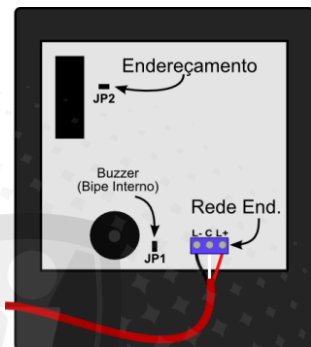 Endereçamento
JP2
Buzzer
(Bipe Interno)
Rede End.
L- C L+
JP1